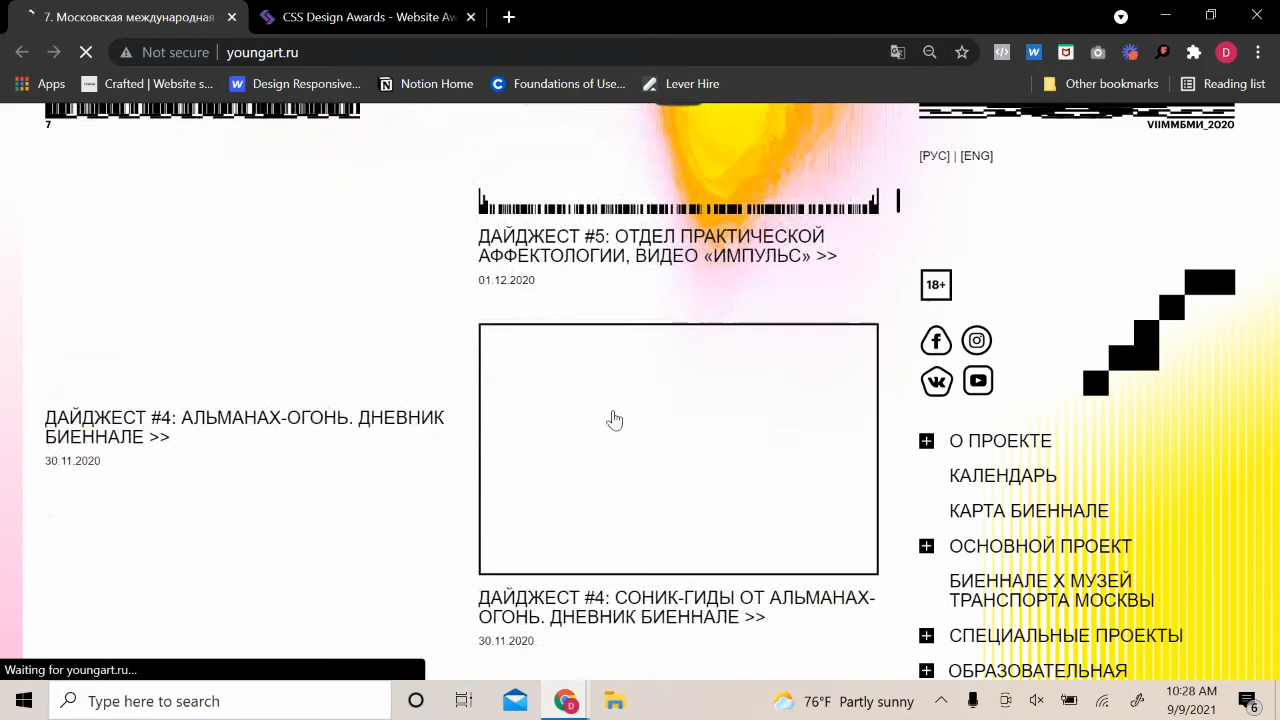 7. Московская международная
CSS Design Awards - Website Aw
Not secure
youngart.ru
Apps
Crafted | Website s...
Design Responsive...
Notion Home
Foundations of Use...
Lever Hire
Other bookmarks
Reading list
7
VIIММБМИ_2020
[РУС] | [ENG]
ДАЙДЖЕСТ #5: ОТДЕЛ ПРАКТИЧЕСКОЙ
АФФЕКТОЛОГИИ, ВИДЕО «ИМПУЛЬС» >>
01.12.2020
18+
ДАЙДЖЕСТ #4: АЛЬМАНАХ-ОГОНЬ. ДНЕВНИК
БИЕННАЛЕ >>
30.11.2020
ДАЙДЖЕСТ #4: СОНИК-ГИДЫ ОТ АЛЬМАНАХ-
ОГОНЬ. ДНЕВНИК БИЕННАЛЕ >>
30.11.2020
О ПРОЕКТЕ
КАЛЕНДАРЬ
КАРТА БИЕННАЛЕ
ОСНОВНОЙ ПРОЕКТ
БИЕННАЛЕ Х МУЗЕЙ
ТРАНСПОРТА МОСКВЫ
СПЕЦИАЛЬНЫЕ ПРОЕКТЫ
ОБРАЗОВАТЕЛЬНАЯ
Waiting for youngart.ru...
Type here to search
76°F Partly sunny
10:28 AM
9/9/2021
6